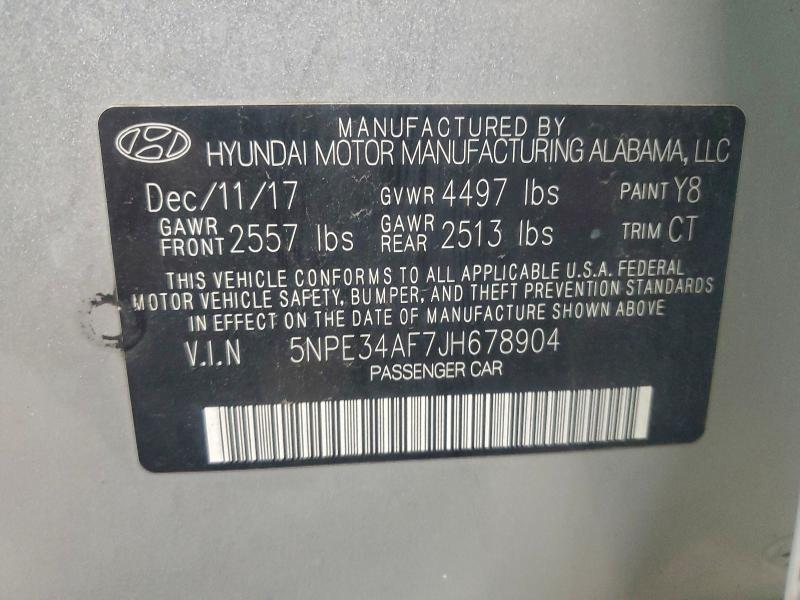 MANUFACTURED BY
HYUNDAI MOTOR MANUFACTURING ALABAMA, LLC
Dec/11/17 GVWR 4497 lbs PAINT Y8
GAWR FRONT 2557 lbs GAWR REAR 2513 lbs TRIM CT
THIS VEHICLE CONFORMS TO ALL APPLICABLE U.S.A. FEDERAL
MOTOR VEHICLE SAFETY, BUMPER, AND THEFT PREVENTION STANDARDS
IN EFFECT ON THE DATE OF MANUFACTURE SHOWN ABOVE
V.I.N 5NPE34AF7JH678904
PASSENGER CAR